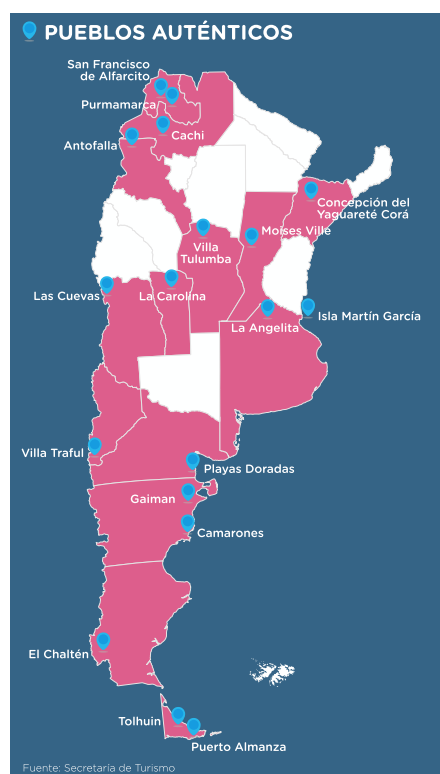 PUEBLOS AUTÉNTICOS
San Francisco
de Alfarcito
Purmamarca
Cachi
Antofalla
Concepción del
Yaguareté Corá
Moises Ville
Villa
Tulumba
Las Cuevas
La Carolina
La Angelita
Isla Martín García
Villa Traful
Playas Doradas
Gaiman
Camarones
El Chaltén
Tolhuin
Puerto Almanza
Fuente: Secretaría de Turismo